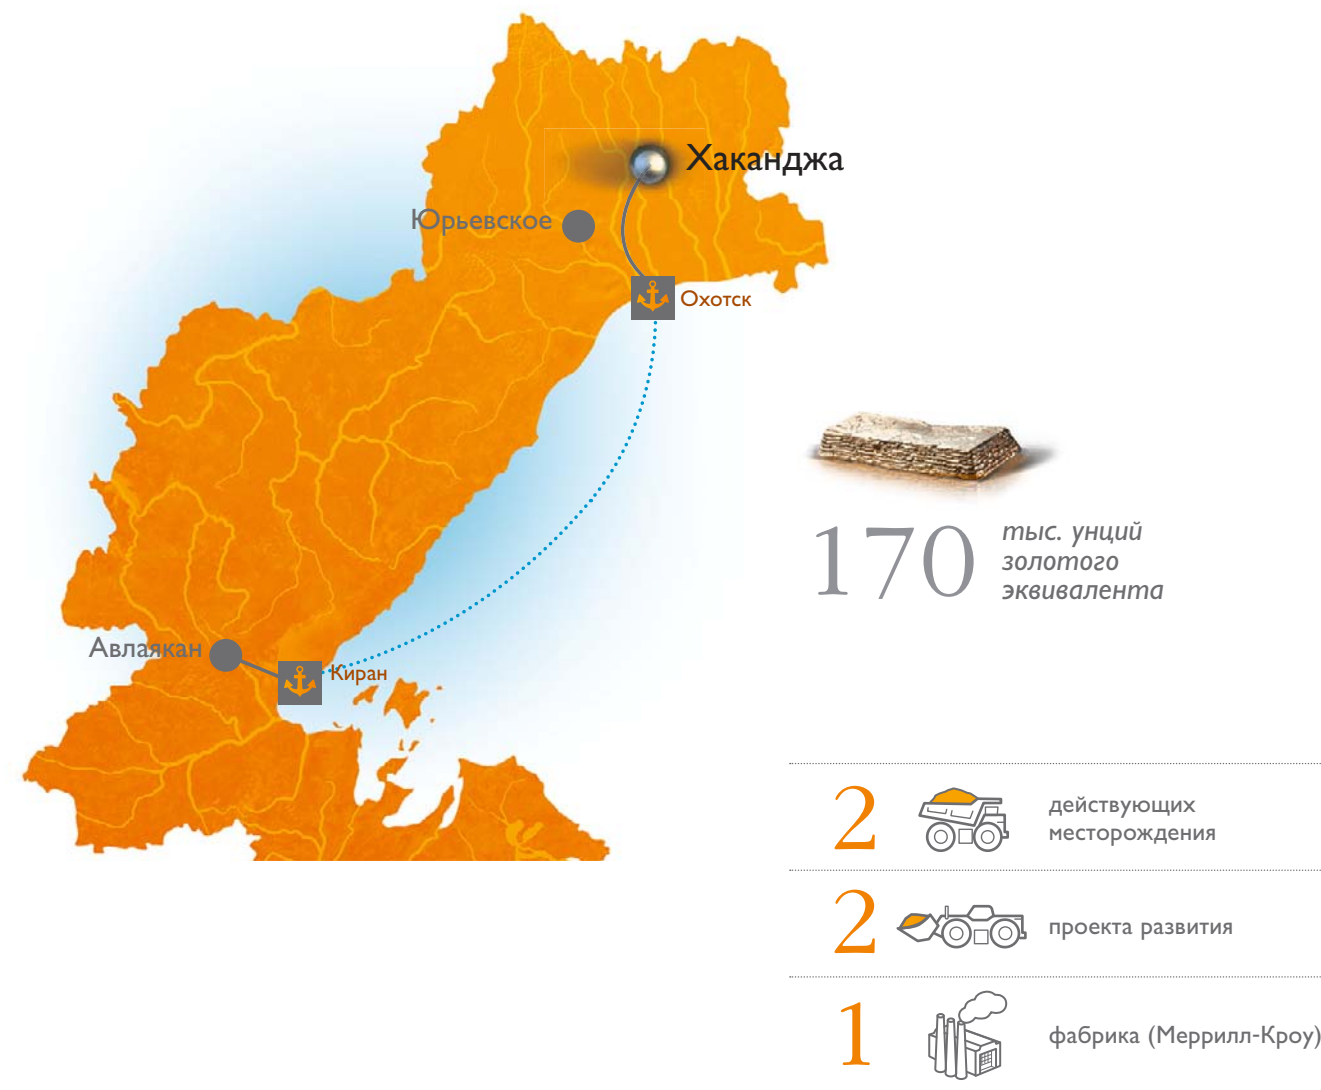 Хаканджа
Юрьевское
Охотск
170
тыс. унций
золотого
эквивалента
Авлаякан
Киран
2
действующих
месторождения
2
проекта развития
1
фабрика (Меррилл-Кроу)